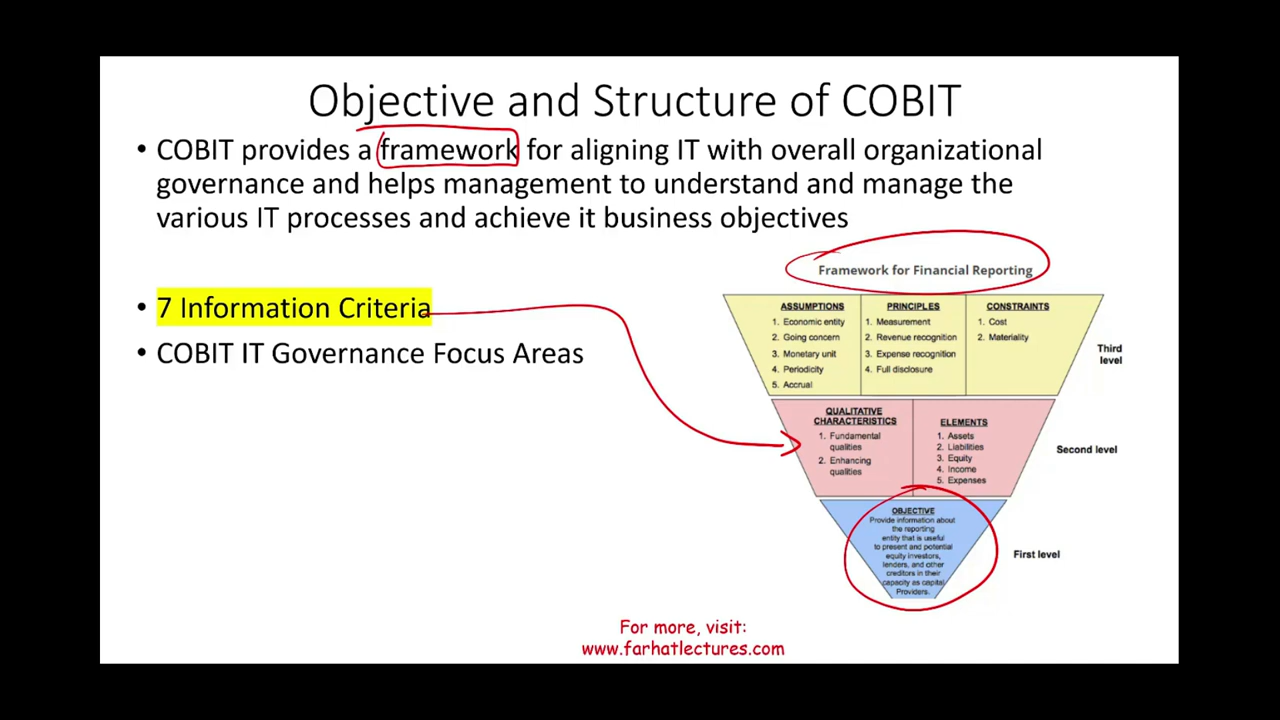 Objective and Structure of COBIT
• COBIT provides a framework for aligning IT with overall organizational
governance and helps management to understand and manage the
various IT processes and achieve it business objectives
• 7 Information Criteria
• COBIT IT Governance Focus Areas
Framework for Financial Reporting
ASSUMPTIONS
1. Economic entity
2. Going concern
3. Monetary unit
4. Periodicity
5. Accrual
PRINCIPLES
1. Measurement
2. Revenue recognition
3. Expense recognition
4. Full disclosure
CONSTRAINTS
1. Cost
2. Materiality
Third
level
QUALITATIVE
CHARACTERISTICS
1. Fundamental
qualities
2. Enhancing
qualities
ELEMENTS
1. Assets
2. Liabilities
3. Equity
4. Income
5. Expenses
Second level
OBJECTIVE
Provide information about
the reporting
entity that is useful
to present and potential
equity investors,
lenders, and other
creditors in their
capacity as capital
Providers.
First level
For more, visit:
www.farhatlectures.com